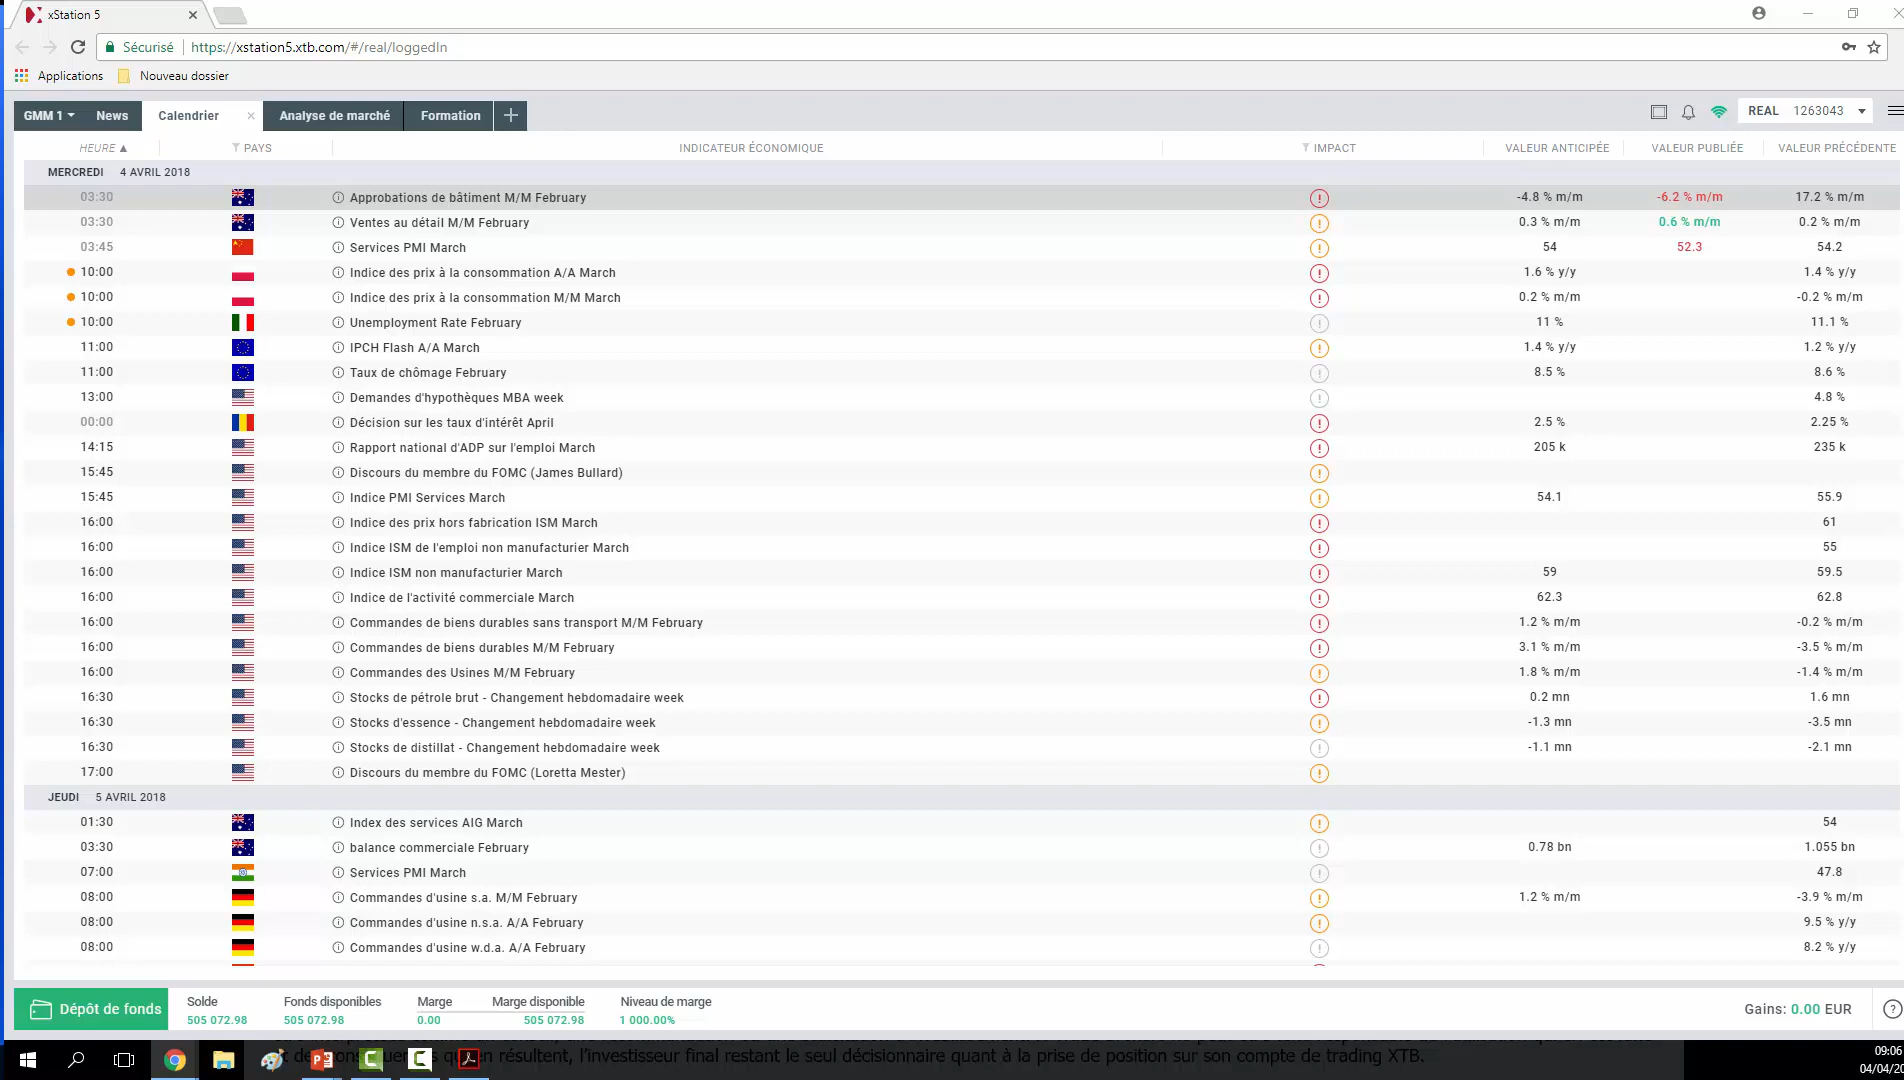 xStation 5
Sécurisé https://xstation5.xtb.com/#/real/loggedIn
Applications Nouveau dossier
GMM 1 News Calendrier Analyse de marché Formation REAL 1263043
HEURE ▲ PAYS INDICATEUR ÉCONOMIQUE IMPACT VALEUR ANTICIPÉE VALEUR PUBLIÉE VALEUR PRÉCÉDENTE
MERCREDI 4 AVRIL 2018
03:30 Approbations de bâtiment M/M February -4.8 % m/m -6.2 % m/m 17.2 % m/m
03:30 Ventes au détail M/M February 0.3 % m/m 0.6 % m/m 0.2 % m/m
03:45 Services PMI March 54 52.3 54.2
10:00 Indice des prix à la consommation A/A March 1.6 % y/y 1.4 % y/y
10:00 Indice des prix à la consommation M/M March 0.2 % m/m -0.2 % m/m
10:00 Unemployment Rate February 11 % 11.1 %
11:00 IPCH Flash A/A March 1.4 % y/y 1.2 % y/y
11:00 Taux de chômage February 8.5 % 8.6 %
13:00 Demandes d'hypothèques MBA week 4.8 %
00:00 Décision sur les taux d'intérêt April 2.5 % 2.25 %
14:15 Rapport national d'ADP sur l'emploi March 205 k 235 k
15:45 Discours du membre du FOMC (James Bullard)
15:45 Indice PMI Services March 54.1 55.9
16:00 Indice des prix hors fabrication ISM March 61
16:00 Indice ISM de l'emploi non manufacturier March 55
16:00 Indice ISM non manufacturier March 59 59.5
16:00 Indice de l'activité commerciale March 62.3 62.8
16:00 Commandes de biens durables sans transport M/M February 1.2 % m/m -0.2 % m/m
16:00 Commandes de biens durables M/M February 3.1 % m/m -3.5 % m/m
16:00 Commandes des Usines M/M February 1.8 % m/m -1.4 % m/m
16:30 Stocks de pétrole brut - Changement hebdomadaire week 0.2 mn 1.6 mn
16:30 Stocks d'essence - Changement hebdomadaire week -1.3 mn -3.5 mn
16:30 Stocks de distillat - Changement hebdomadaire week -1.1 mn -2.1 mn
17:00 Discours du membre du FOMC (Loretta Mester)
JEUDI 5 AVRIL 2018
01:30 Index des services AIG March 54
03:30 balance commerciale February 0.78 bn 1.055 bn
07:00 Services PMI March 47.8
08:00 Commandes d'usine s.a. M/M February 1.2 % m/m -3.9 % m/m
08:00 Commandes d'usine n.s.a. A/A February 9.5 % y/y
08:00 Commandes d'usine w.d.a. A/A February 8.2 % y/y
Dépôt de fonds Solde Fonds disponibles Marge Marge disponible Niveau de marge Gains: 0.00 EUR
505 072.98 505 072.98 0.00 505 072.98 1 000.00%
résultent, l'investisseur final restant le seul décisionnaire quant à la prise de position sur son compte de trading XTB.
09:06
04/04/20